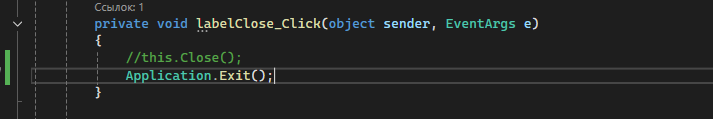 Ссылок: 1
private void labelClose_Click(object sender, EventArgs e)
{
//this.Close();
Application.Exit();
}